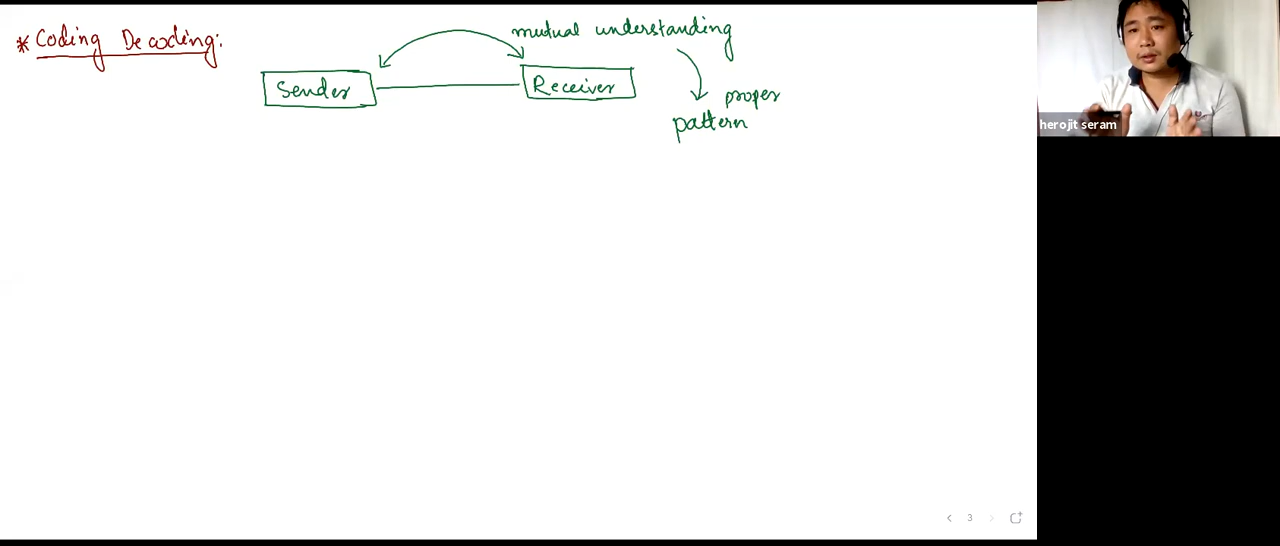 * Coding Decoding:
mutual understanding
Sender
Receiver
proper
pattern
herojit seram
3